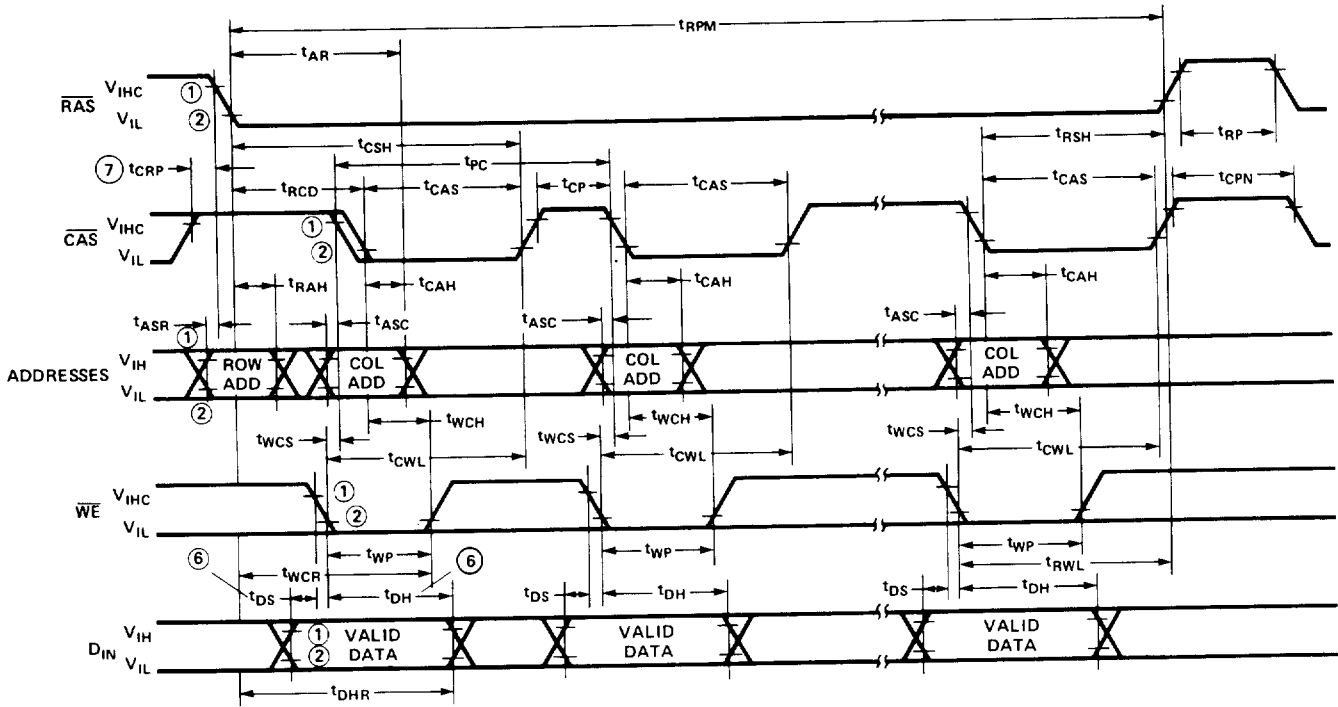 tRPM
tAR
RAS VIHC ① VIL ②
tCSH tRSH tRP
tPC
⑦ tCRP tRCD tCAS tCP tCAS tCAS tCPN
CAS VIHC ① VIL ②
tRAH tCAH tCAH tCAH
tASR ① tASC tASC tASC
ADDRESSES VIH VIL ②
ROW ADD COL ADD COL ADD COL ADD
tWCH tWCH tWCH
tWCS tWCS tWCS
tCWL tCWL tCWL
WE VIHC ① VIL ②
⑥ tWP ⑥ tWP tWP
tWCR tRWL
tDS tDH tDS tDH tDS tDH
DIN VIH ① VIL ②
VALID DATA VALID DATA VALID DATA
tDHR